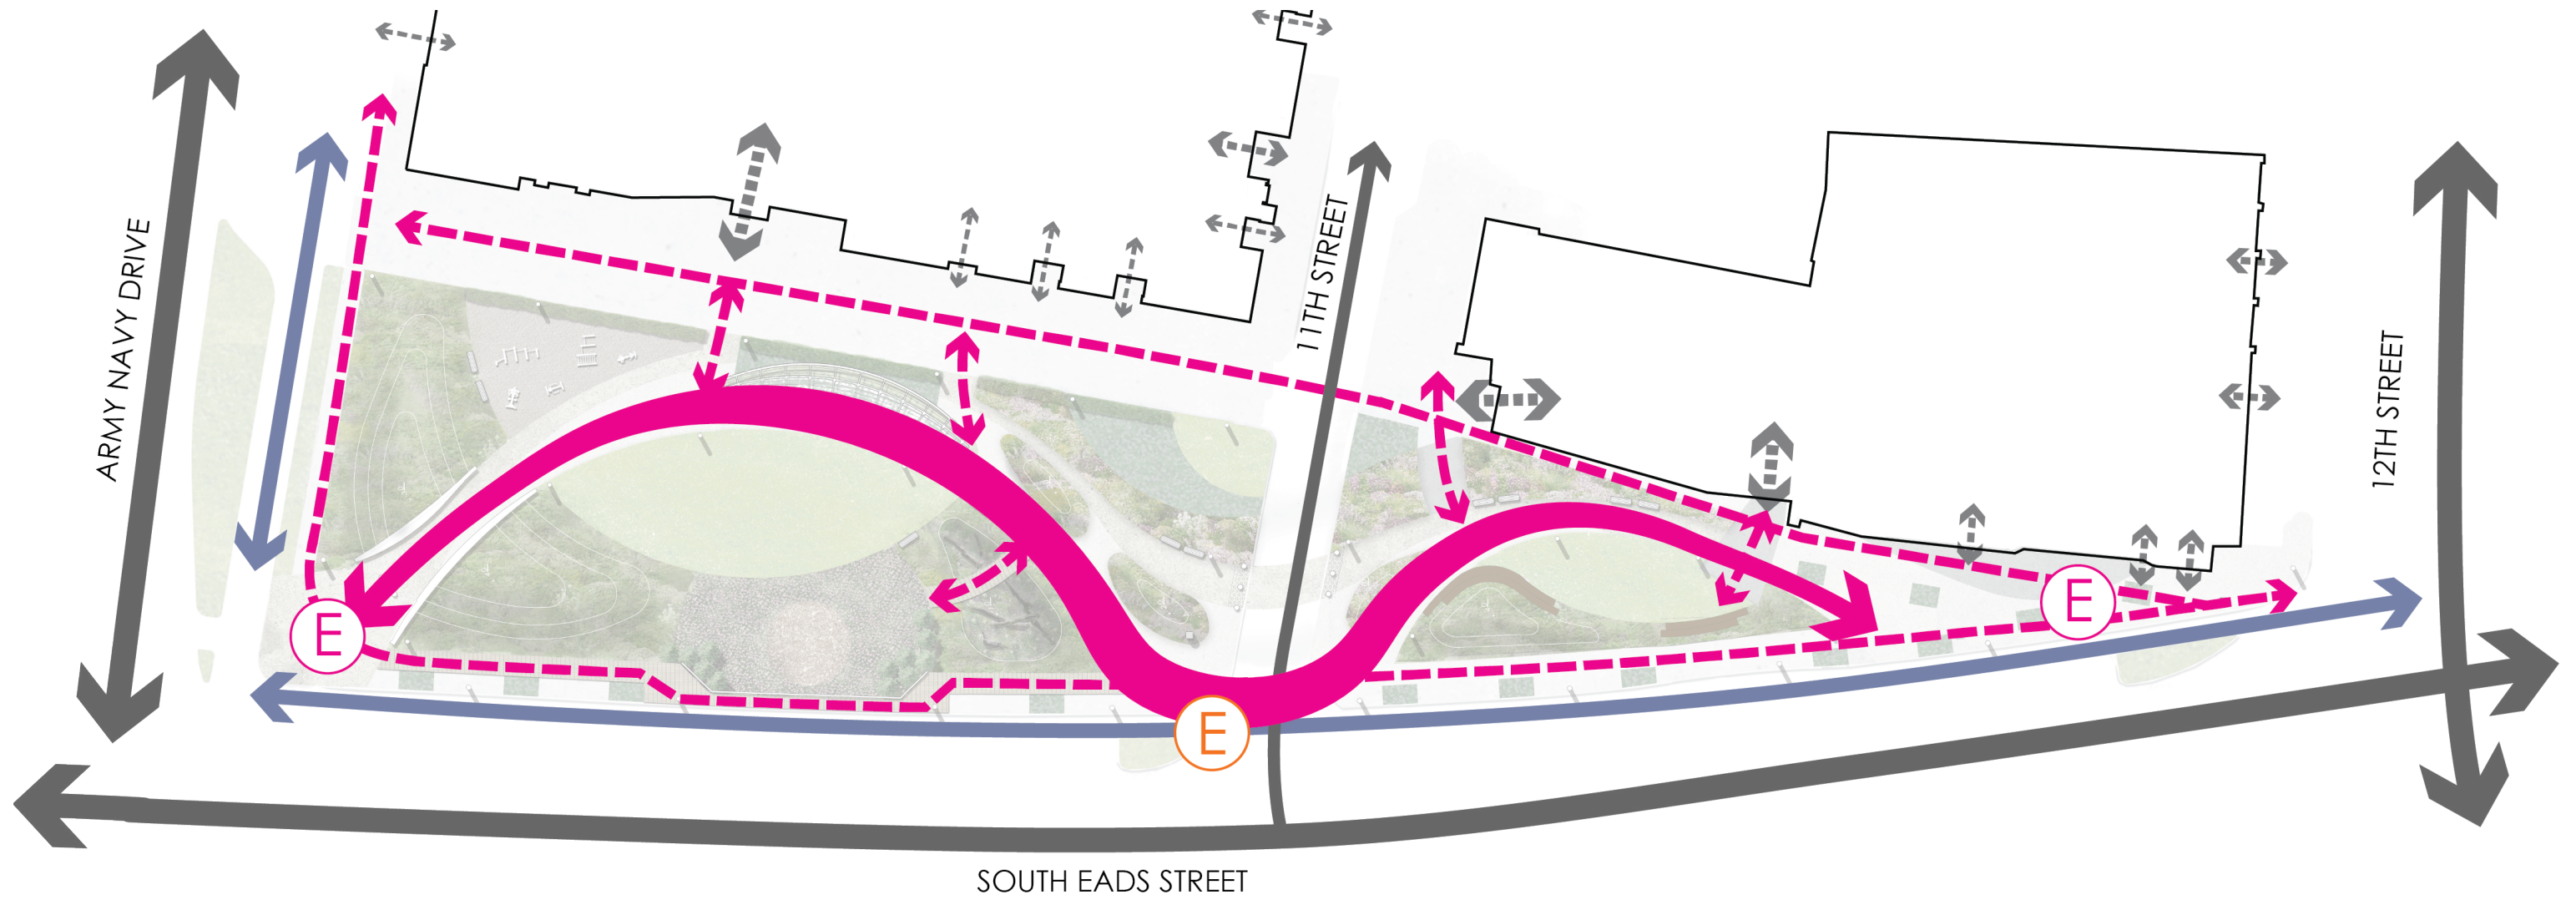 ARMY NAVY DRIVE
11TH STREET
12TH STREET
E
E
E
SOUTH EADS STREET